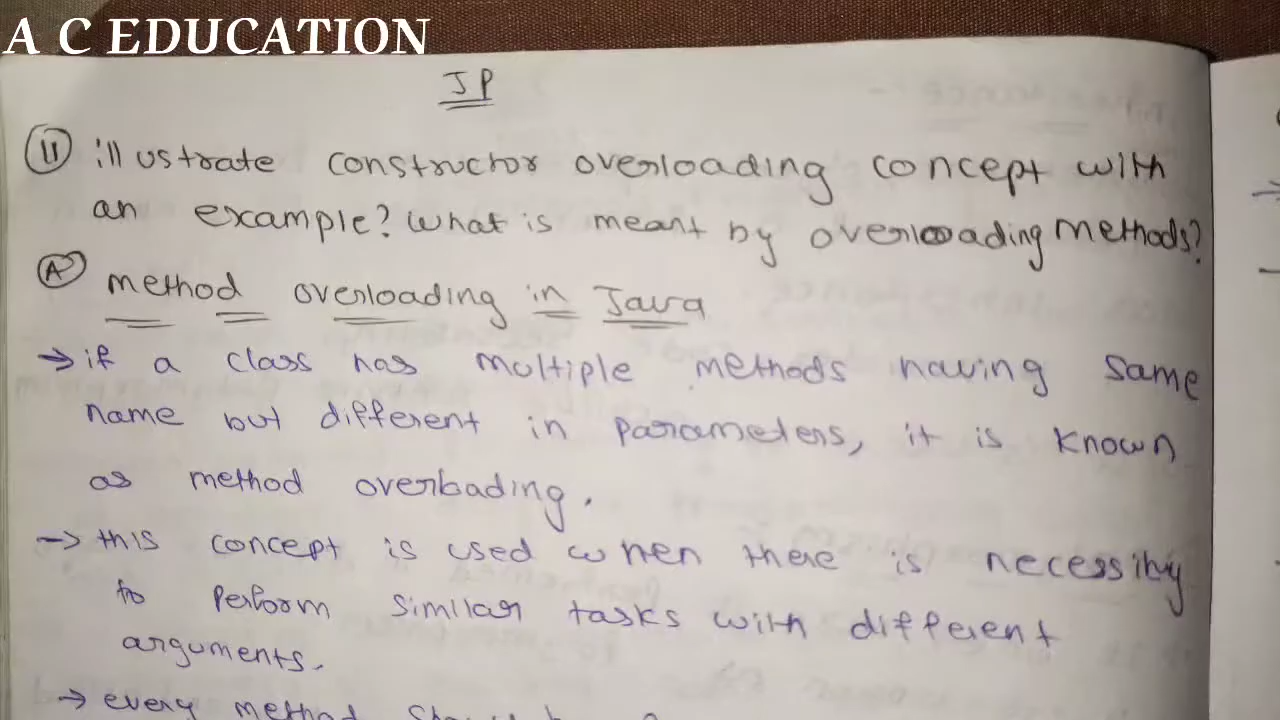 A C EDUCATION
JP
11 illustrate constructor overloading concept with
an example? What is meant by overloading methods?
A method overloading in Java
→ if a class has multiple methods having same
name but different in parameters, it is known
as method overloading.
→ this concept is used when there is necessity
to perform similar tasks with different
arguments.
→ every method